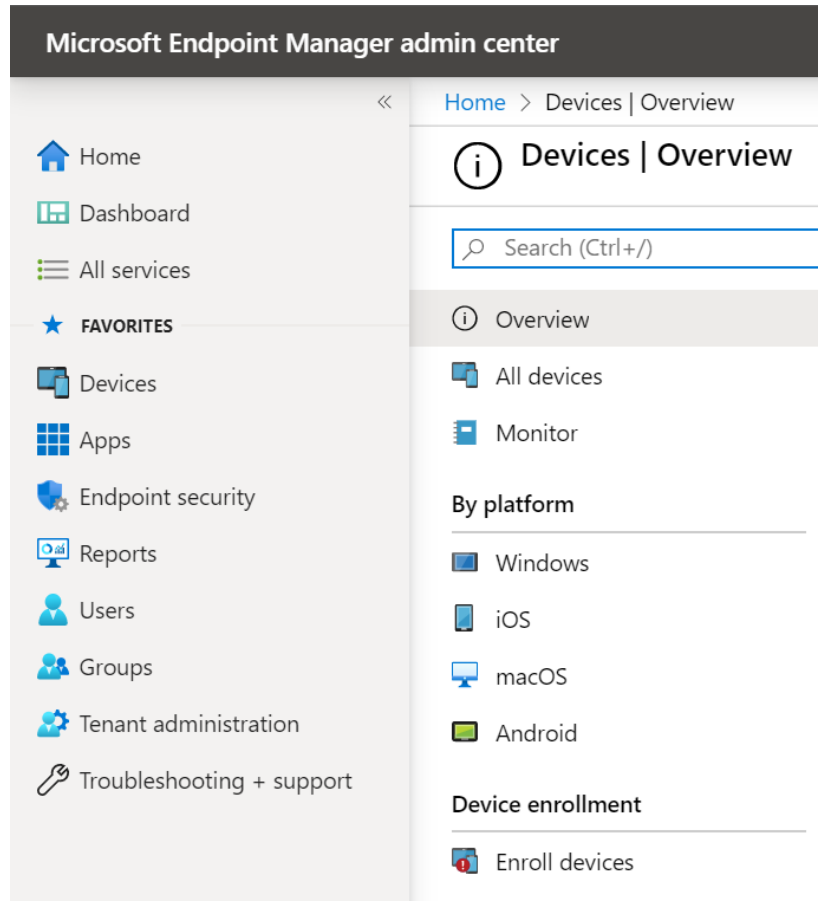 Microsoft Endpoint Manager admin center
«
Home
Dashboard
All services
FAVORITES
Devices
Apps
Endpoint security
Reports
Users
Groups
Tenant administration
Troubleshooting + support
Home > Devices | Overview
Devices | Overview
Search (Ctrl+/)
Overview
All devices
Monitor
By platform
Windows
iOS
macOS
Android
Device enrollment
Enroll devices